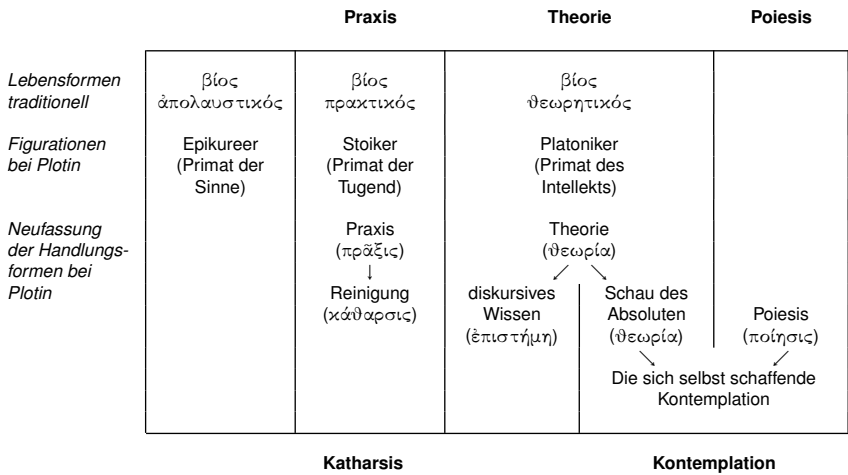 Praxis Theorie Poiesis
Lebensformen βίος βίος βίος
traditionell ἀπολαυστικός πρακτικός ϑεωρητικός
Figurationen Epikureer Stoiker Platoniker
bei Plotin (Primat der (Primat der (Primat des
Sinne) Tugend) Intellekts)
Neufassung Praxis Theorie
der Handlungs- (πρᾶξις) (ϑεωρία)
formen bei ↓ ↙ ↘
Plotin Reinigung diskursives Schau des
(κάϑαρσις) Wissen Absoluten Poiesis
(ἐπιστήμη) (ϑεωρία) (ποίησις)
↘ ↙
Die sich selbst schaffende
Kontemplation
Katharsis Kontemplation